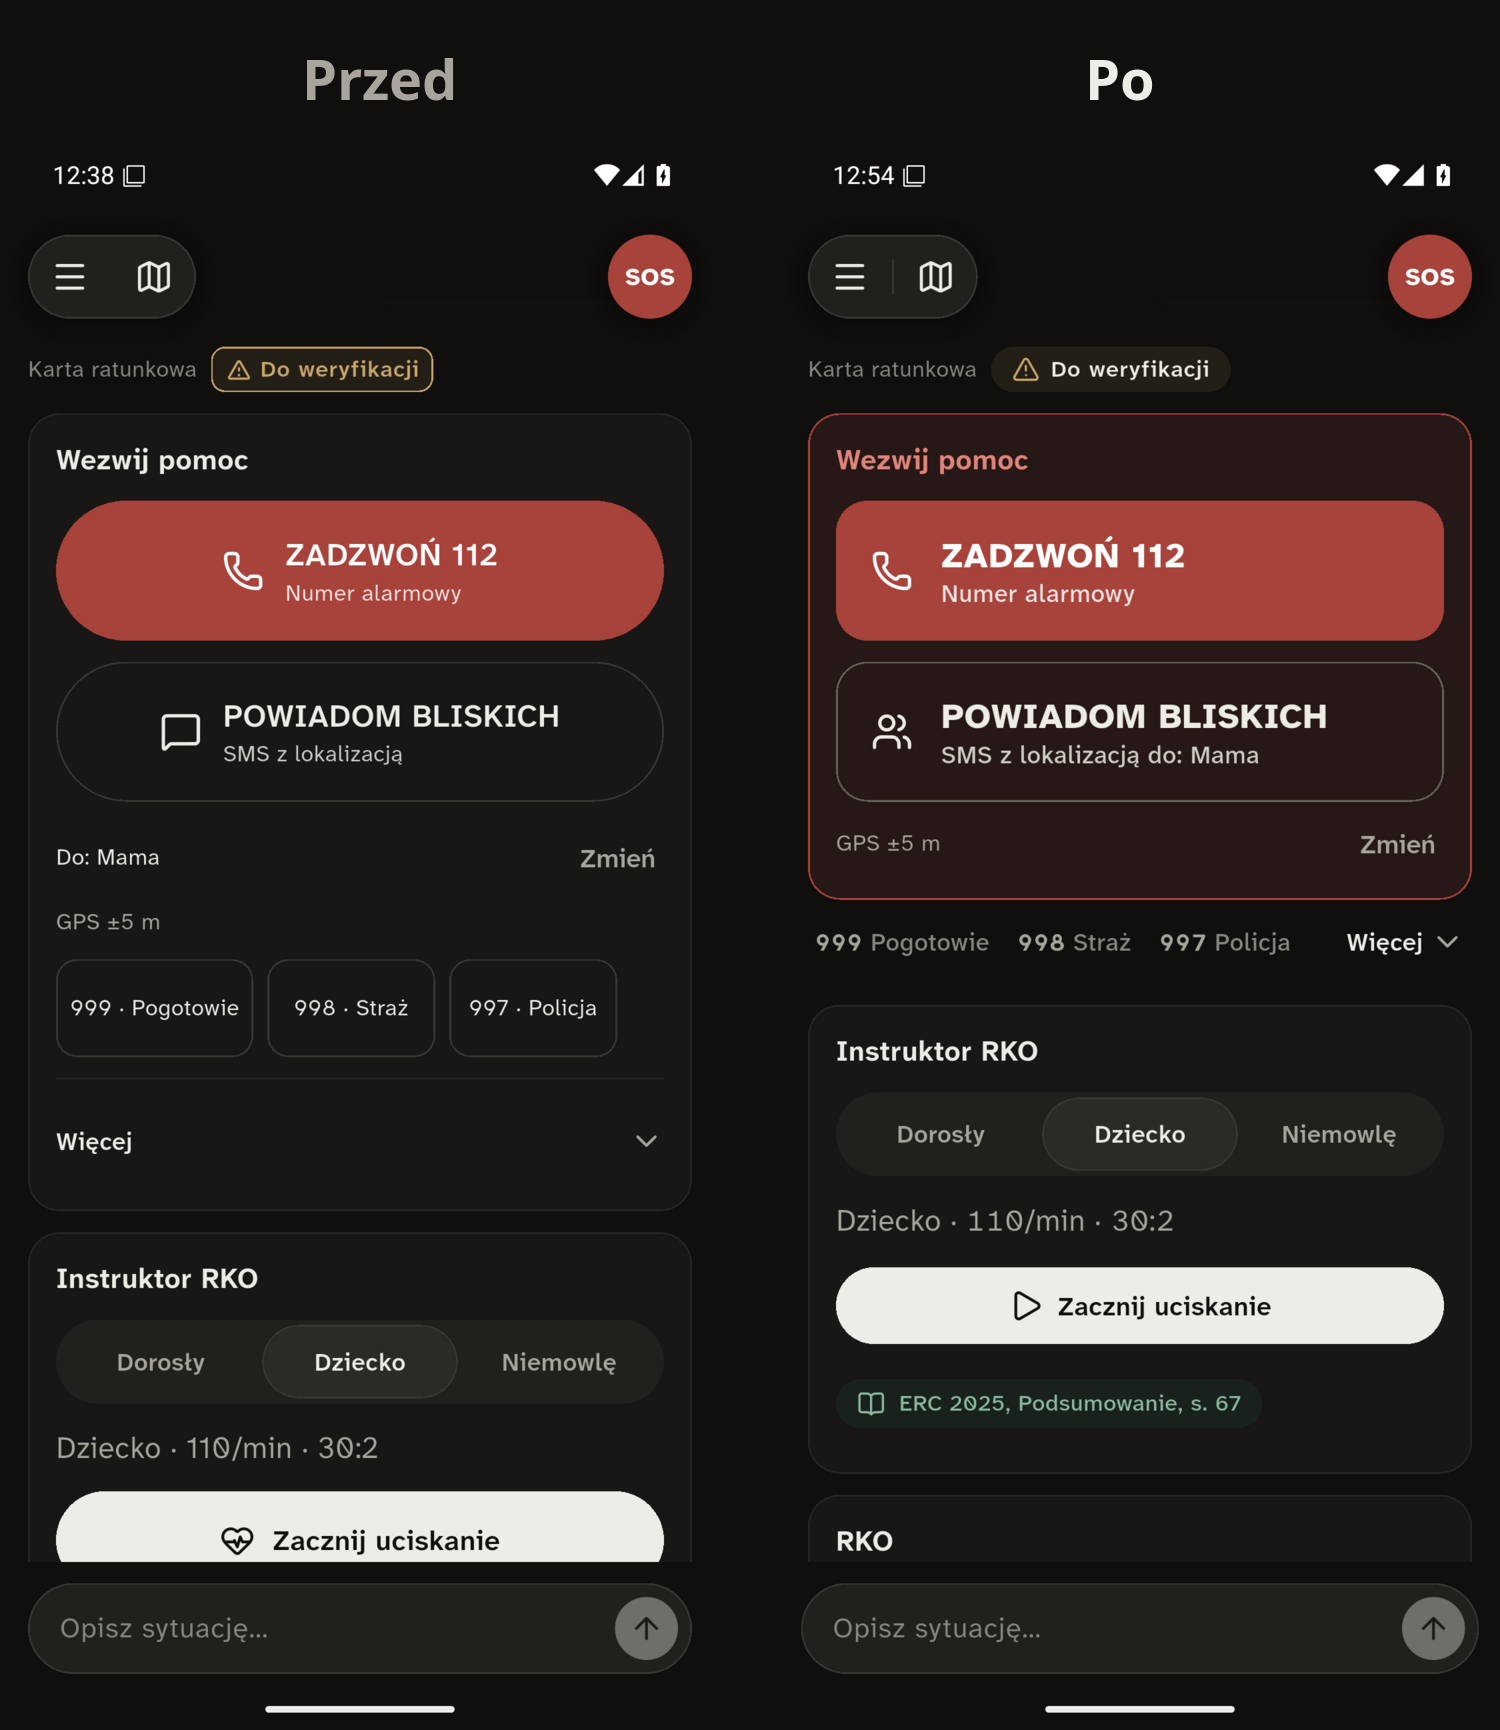 Przed
12:38
SOS
Karta ratunkowa
Do weryfikacji
Wezwij pomoc
ZADZWOŃ 112
Numer alarmowy
POWIADOM BLISKICH
SMS z lokalizacją
Do: Mama
Zmień
GPS ±5 m
999 · Pogotowie
998 · Straż
997 · Policja
Więcej
Instruktor RKO
Dorosły
Dziecko
Niemowlę
Dziecko · 110/min · 30:2
Zacznij uciskanie
Opisz sytuację...
Po
12:54
SOS
Karta ratunkowa
Do weryfikacji
Wezwij pomoc
ZADZWOŃ 112
Numer alarmowy
POWIADOM BLISKICH
SMS z lokalizacją do: Mama
GPS ±5 m
Zmień
999 Pogotowie
998 Straż
997 Policja
Więcej
Instruktor RKO
Dorosły
Dziecko
Niemowlę
Dziecko · 110/min · 30:2
Zacznij uciskanie
ERC 2025, Podsumowanie, s. 67
RKO
Opisz sytuację...